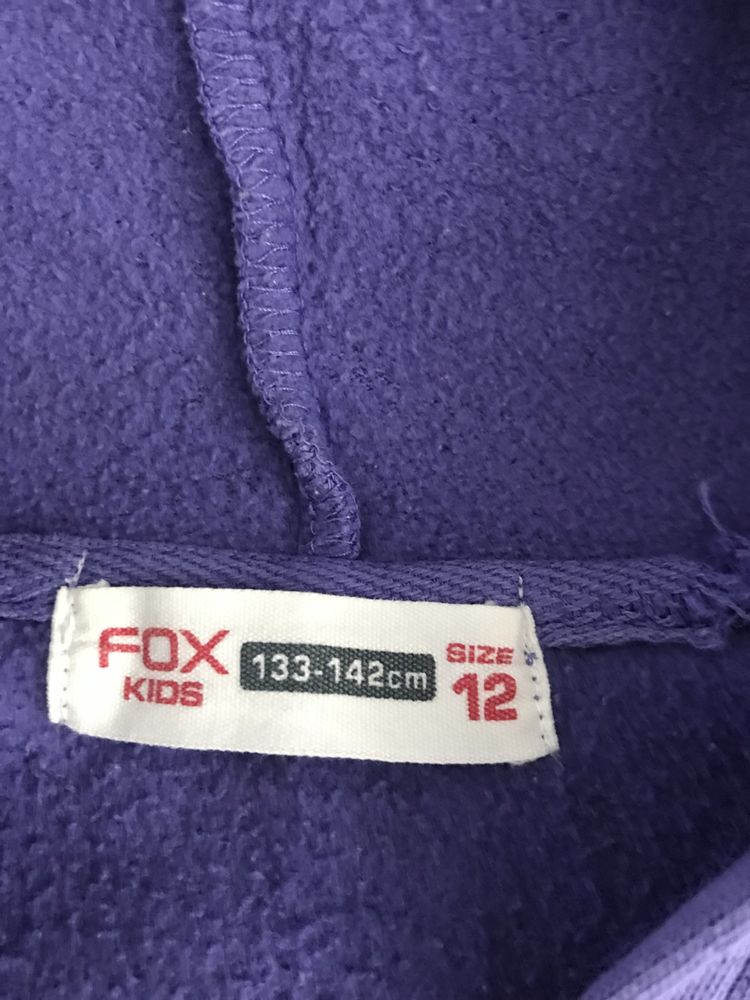 FOX
KIDS
133-142cm
SIZE
12